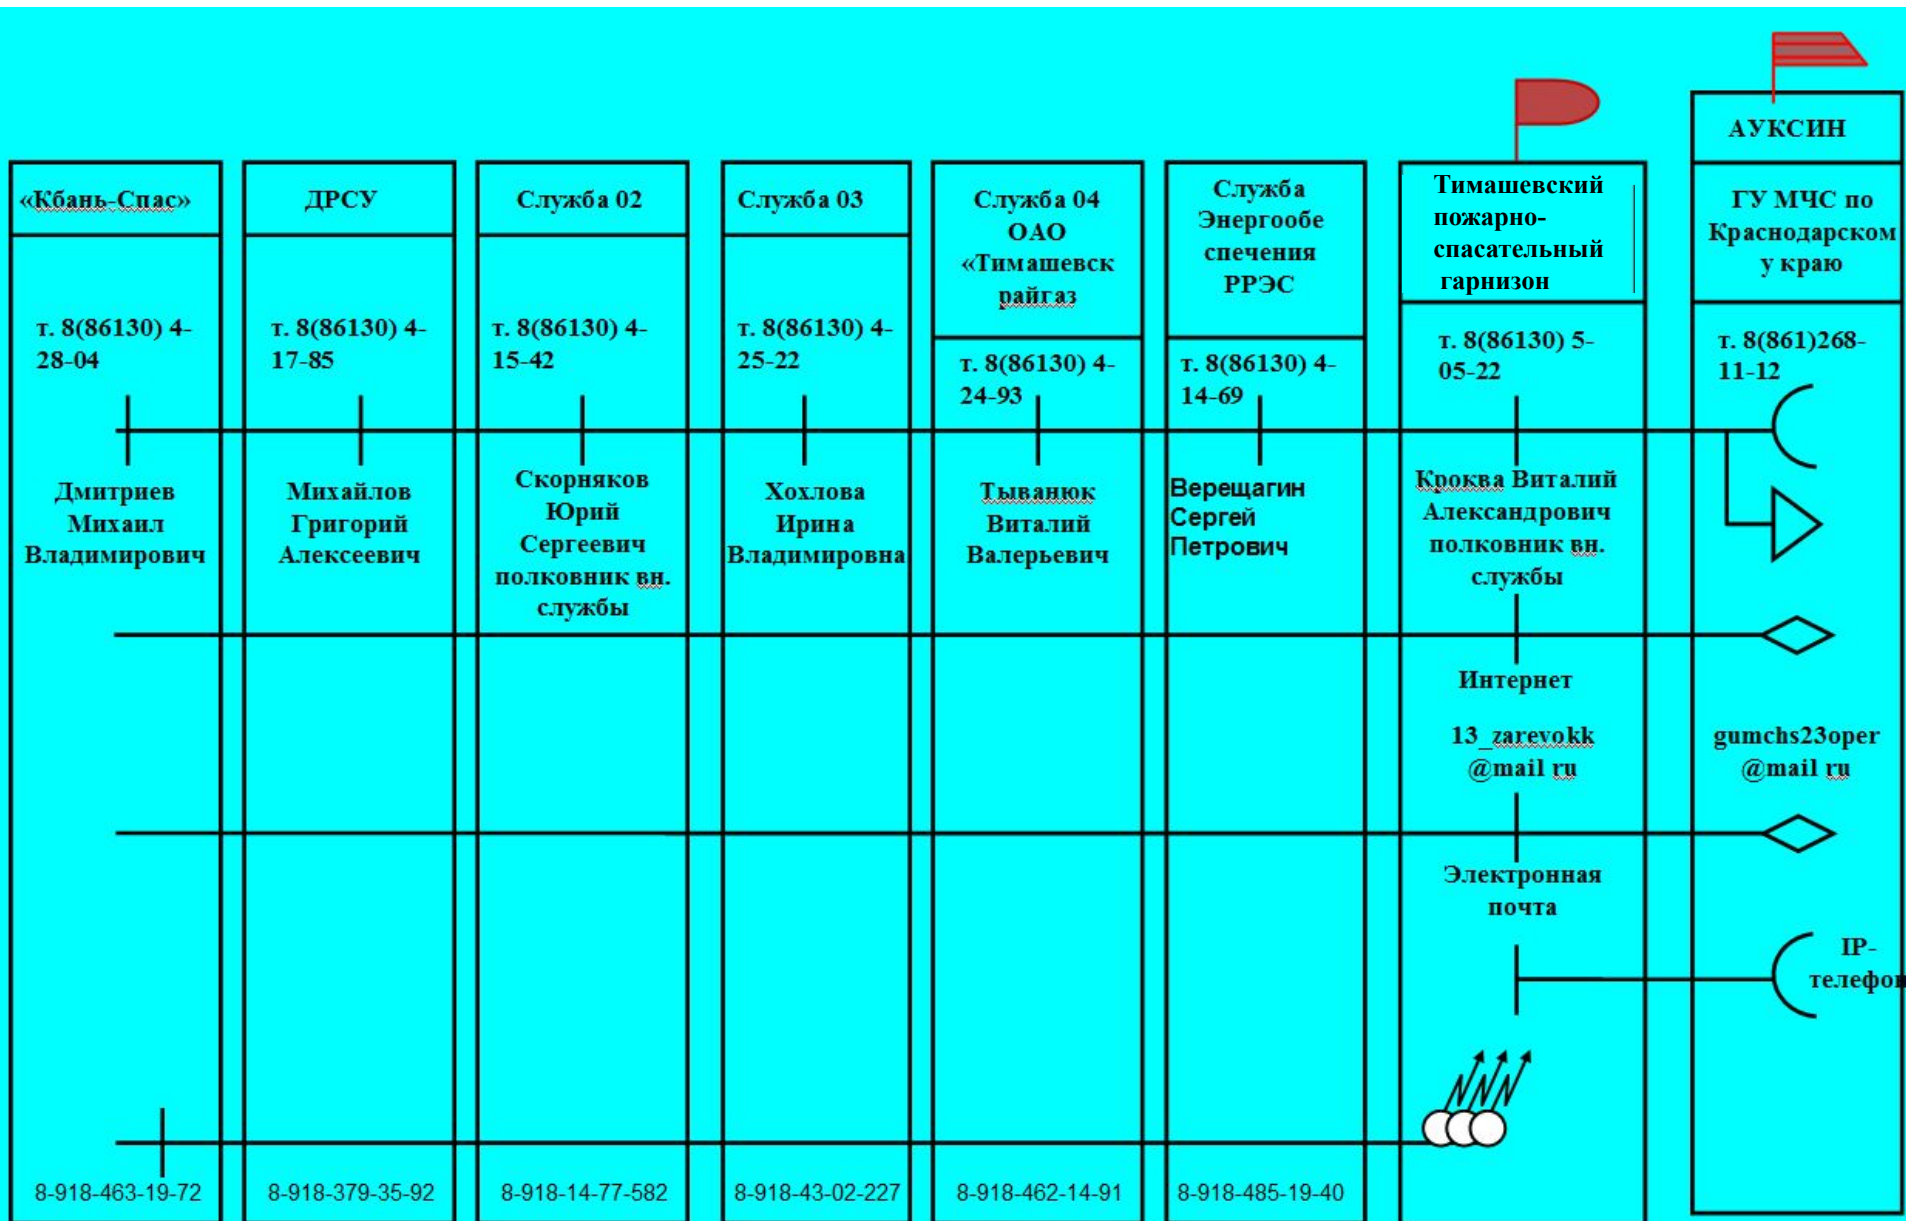 АУКСИН
«Кбань-Спас»
т. 8(86130) 4-
28-04
Дмитриев
Михаил
Владимирович
8-918-463-19-72
ДРСУ
т. 8(86130) 4-
17-85
Михайлов
Григорий
Алексеевич
8-918-379-35-92
Служба 02
т. 8(86130) 4-
15-42
Скорняков
Юрий
Сергеевич
полковник вн.
службы
8-918-14-77-582
Служба 03
т. 8(86130) 4-
25-22
Хохлова
Ирина
Владимировна
8-918-43-02-227
Служба 04
ОАО
«Тимашевск
райгаз
т. 8(86130) 4-
24-93
Тыванюк
Виталий
Валерьевич
8-918-462-14-91
Служба
Энергообе
спечения
РРЭС
т. 8(86130) 4-
14-69
Верещагин
Сергей
Петрович
8-918-485-19-40
Тимашевский
пожарно-
спасательный
гарнизон
т. 8(86130) 5-
05-22
Кроква Виталий
Александрович
полковник вн.
службы
Интернет
13_zarevokk
@mail ru
Электронная
почта
ГУ МЧС по
Краснодарском
у краю
т. 8(861)268-
11-12
gumchs23oper
@mail ru
IP-
телефон